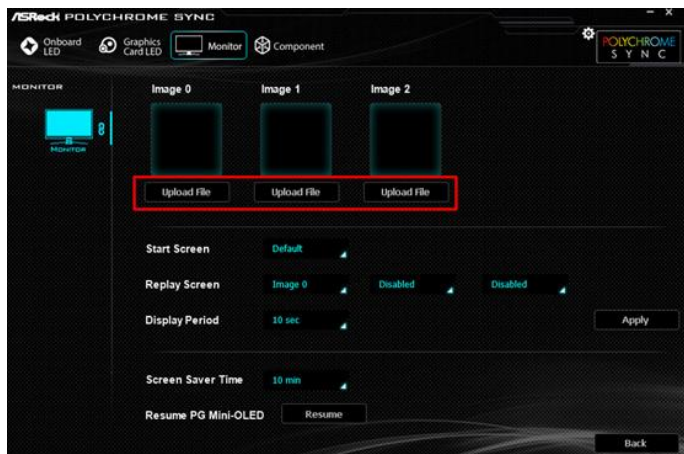 ASRock POLYCHROME SYNC
Onboard LED
Graphics Card LED
Monitor
Component
POLYCHROME SYNC
MONITOR
MONITOR
Image 0 Image 1 Image 2
Upload File Upload File Upload File
Start Screen Default
Replay Screen Image 0 Disabled Disabled
Display Period 10 sec
Apply
Screen Saver Time 10 min
Resume PG Mini-OLED Resume
Back